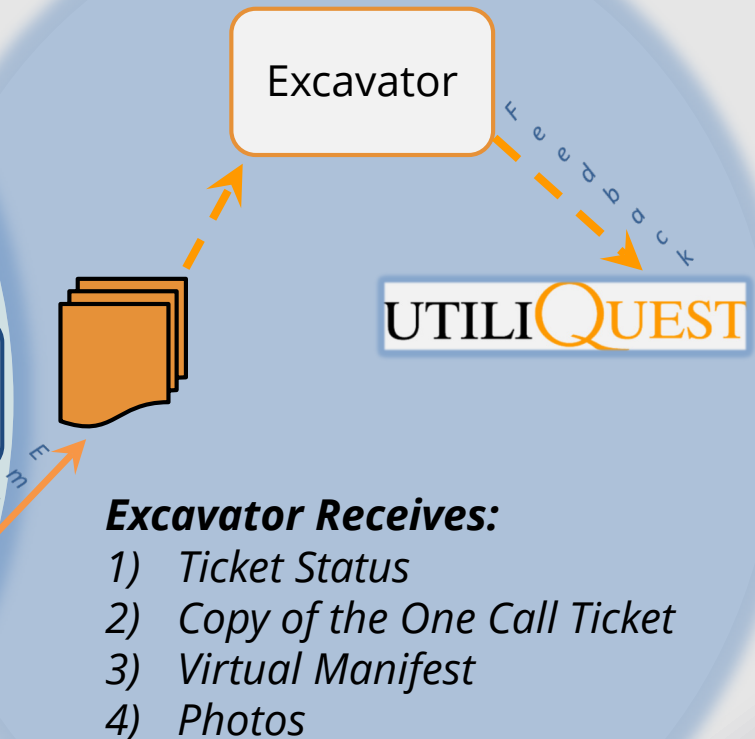 Excavator
Feedback
UTILIQUEST
Excavator Receives:
1) Ticket Status
2) Copy of the One Call Ticket
3) Virtual Manifest
4) Photos